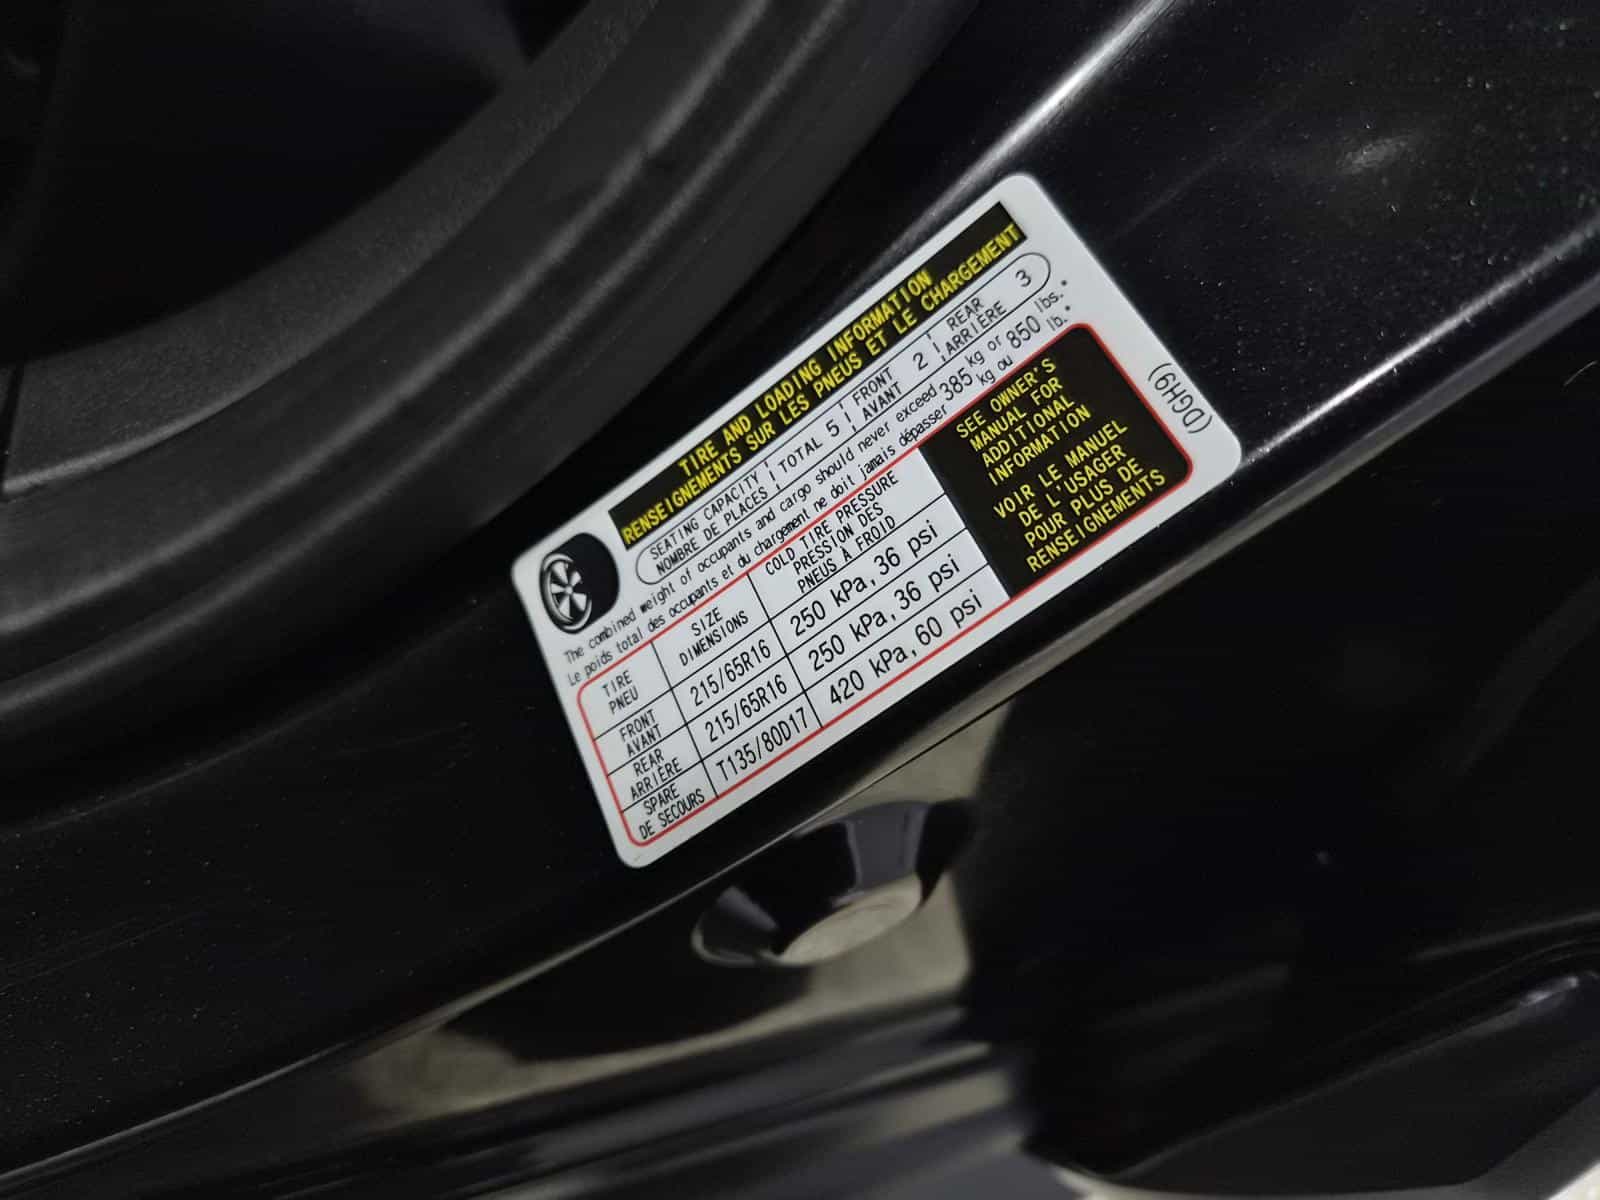 TIRE AND LOADING INFORMATION
RENSEIGNEMENTS SUR LES PNEUS ET LE CHARGEMENT
SEATING CAPACITY TOTAL 5 FRONT 2 REAR 3
NOMBRE DE PLACES AVANT ARRIÈRE
The combined weight of occupants and cargo should never exceed 385 kg or 850 lbs.
Le poids total des occupants et du chargement ne doit jamais dépasser kg ou lb.
TIRE
PNEU
SIZE
DIMENSIONS
COLD TIRE PRESSURE
PRESSION DES
PNEUS À FROID
FRONT
AVANT
215/65R16
250 kPa, 36 psi
REAR
ARRIÈRE
215/65R16
250 kPa, 36 psi
SPARE
DE SECOURS
T135/80D17
420 kPa, 60 psi
SEE OWNER'S
MANUAL FOR
ADDITIONAL
INFORMATION
VOIR LE MANUEL
DE L'USAGER
POUR PLUS DE
RENSEIGNEMENTS
(DGH9)